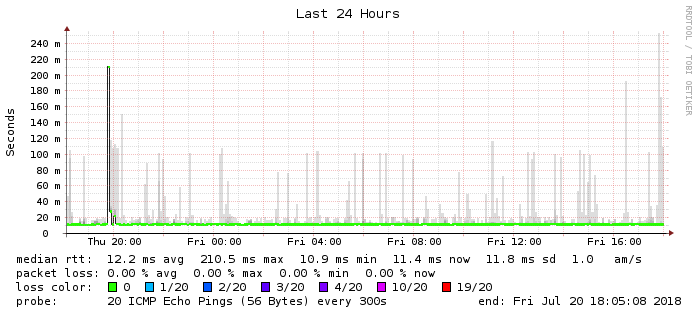 Last 24 Hours
RRDTOOL / TOBI OETIKER
Seconds
240 m
220 m
200 m
180 m
160 m
140 m
120 m
100 m
80 m
60 m
40 m
20 m
0
Thu 20:00 Fri 00:00 Fri 04:00 Fri 08:00 Fri 12:00 Fri 16:00
median rtt: 12.2 ms avg 210.5 ms max 10.9 ms min 11.4 ms now 11.8 ms sd 1.0 am/s
packet loss: 0.00 % avg 0.00 % max 0.00 % min 0.00 % now
loss color: 0 1/20 2/20 3/20 4/20 10/20 19/20
probe: 20 ICMP Echo Pings (56 Bytes) every 300s end: Fri Jul 20 18:05:08 2018